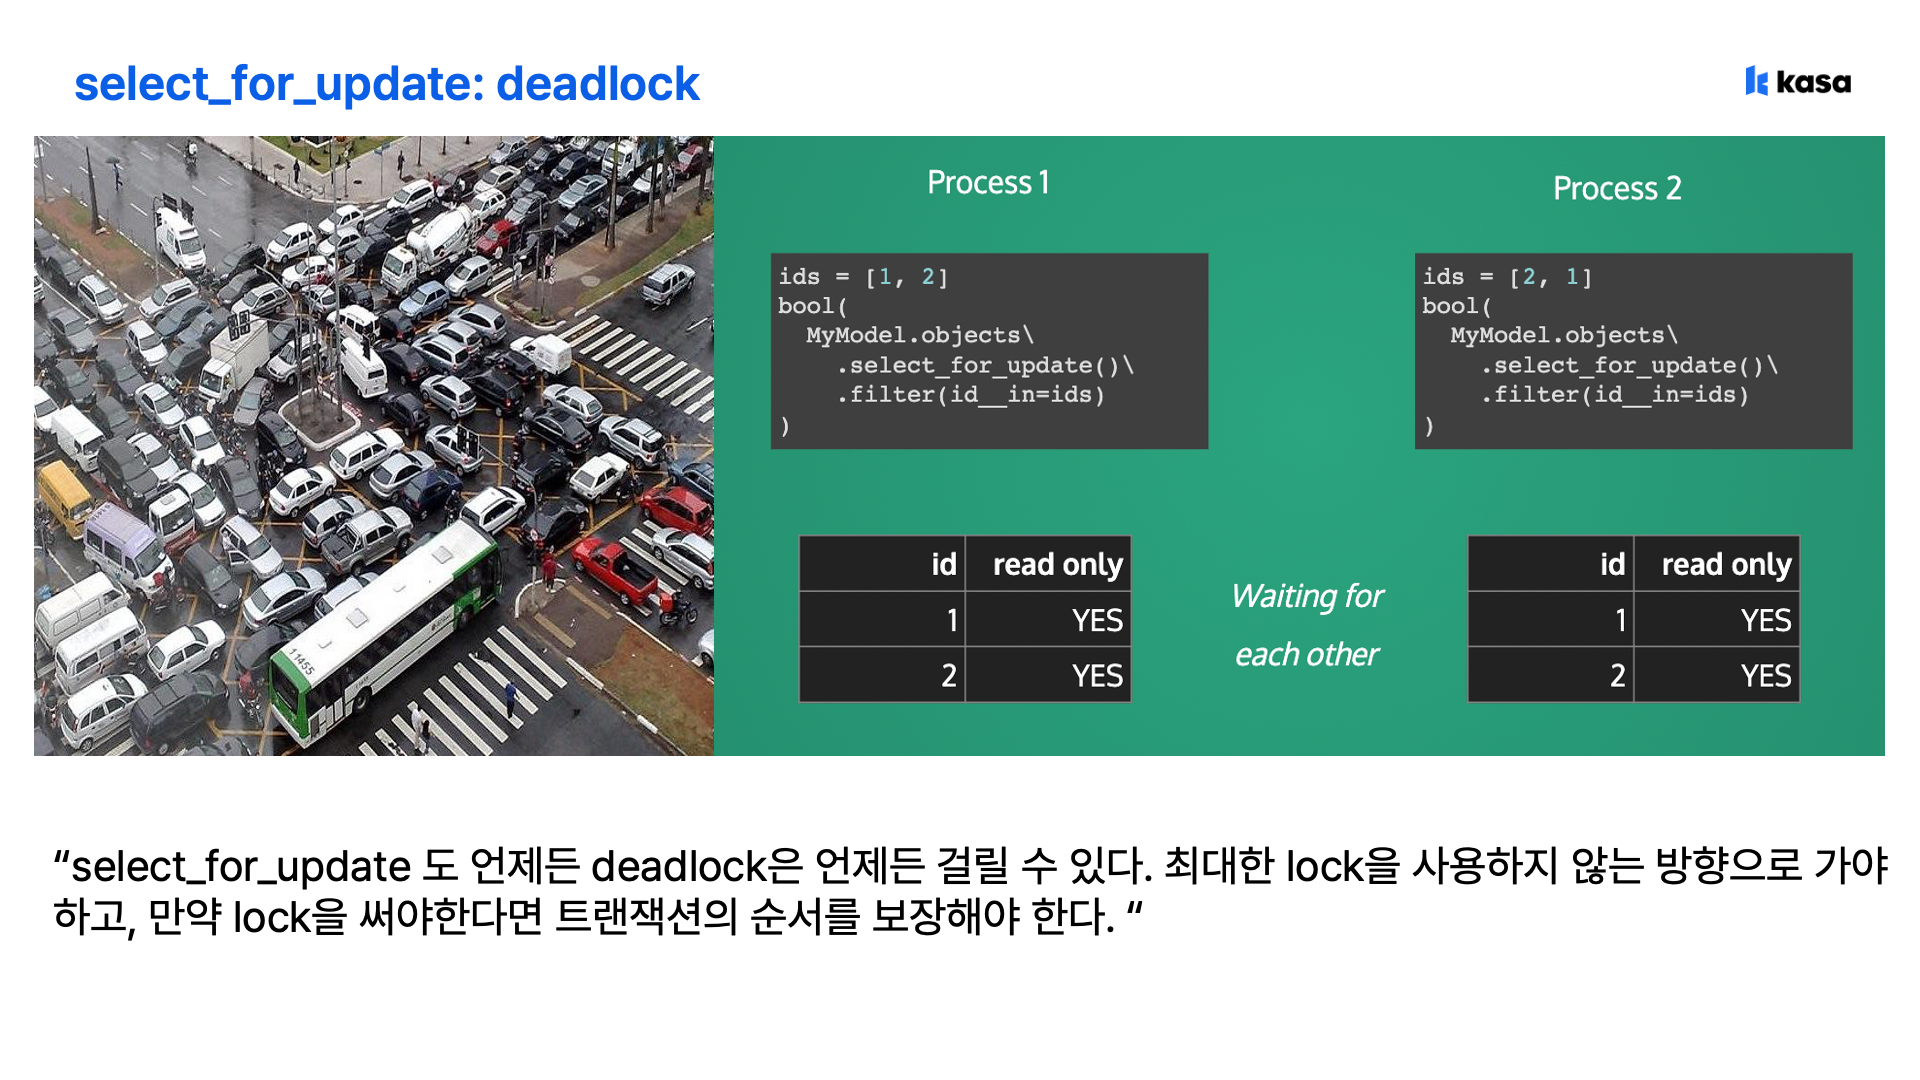 select_for_update: deadlock
kasa
Process 1
ids = [1, 2]
bool(
  MyModel.objects\
    .select_for_update()\
    .filter(id__in=ids)
)
Process 2
ids = [2, 1]
bool(
  MyModel.objects\
    .select_for_update()\
    .filter(id__in=ids)
)
id read only
1 YES
2 YES
Waiting for
each other
id read only
1 YES
2 YES
11455
“select_for_update 도 언제든 deadlock은 언제든 걸릴 수 있다. 최대한 lock을 사용하지 않는 방향으로 가야
하고, 만약 lock을 써야한다면 트랜잭션의 순서를 보장해야 한다. “